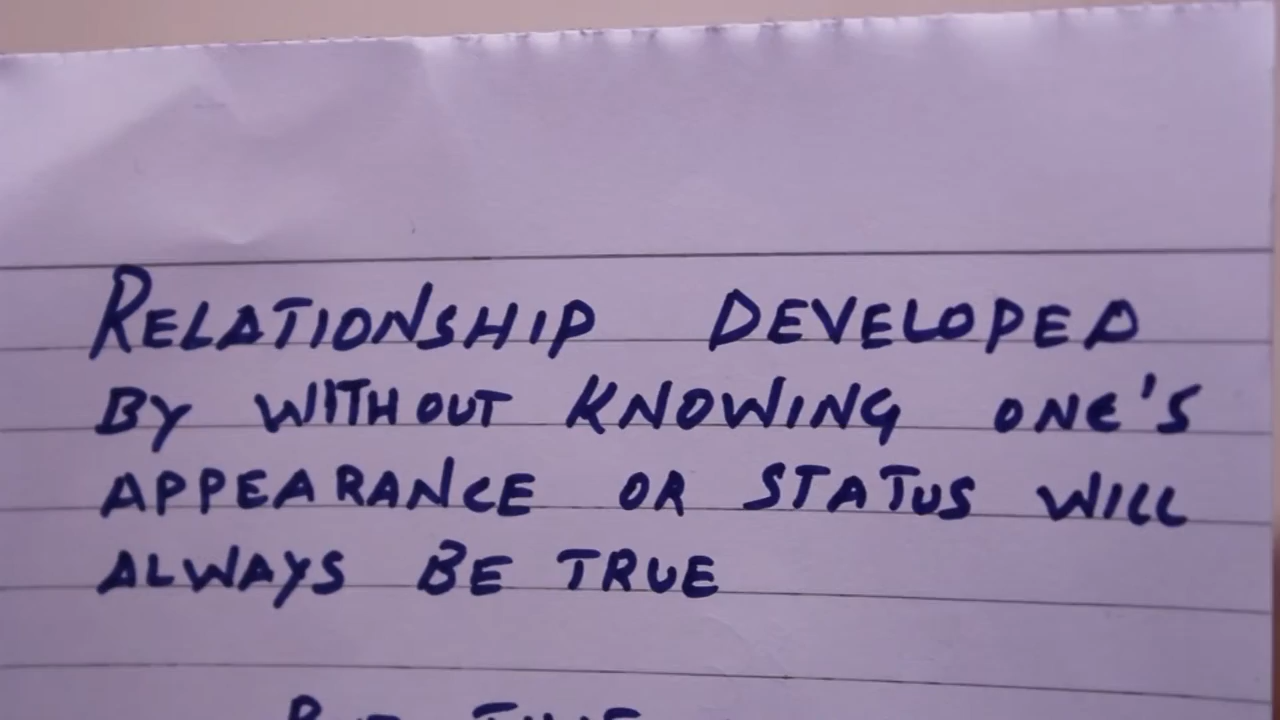 RELATIONSHIP DEVELOPED
BY WITHOUT KNOWING ONE'S
APPEARANCE OR STATUS WILL
ALWAYS BE TRUE